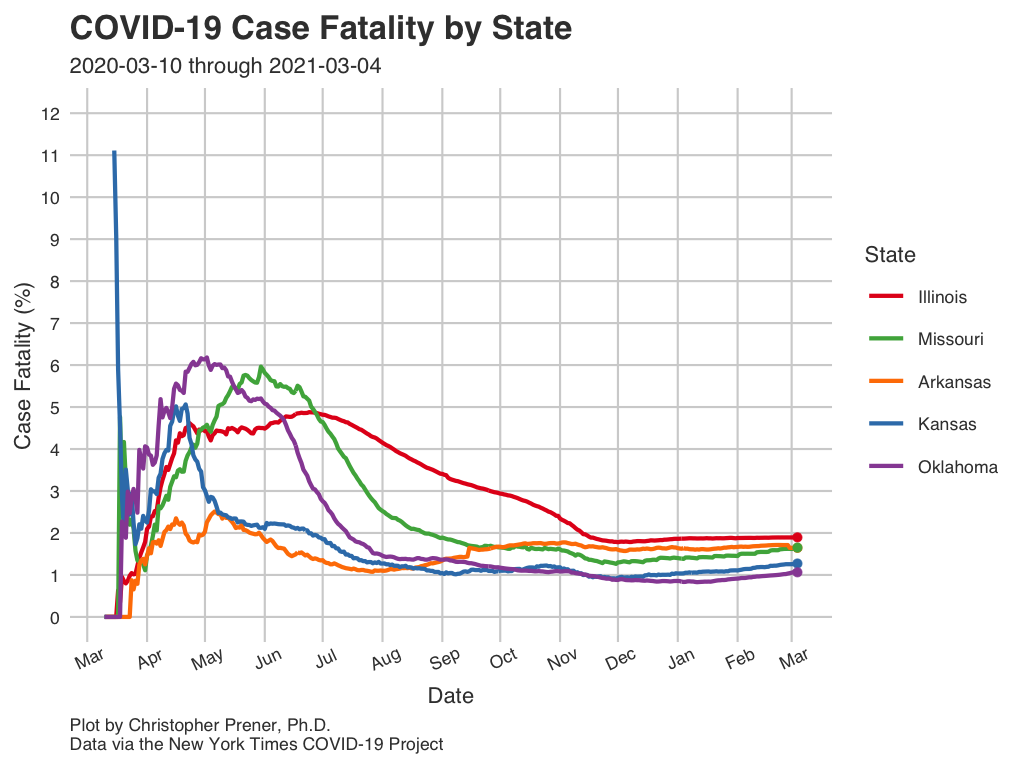 COVID-19 Case Fatality by State
2020-03-10 through 2021-03-04
Case Fatality (%)
12
11
10
9
8
7
6
5
4
3
2
1
0
Mar Apr May Jun Jul Aug Sep Oct Nov Dec Jan Feb Mar
Date
State
Illinois
Missouri
Arkansas
Kansas
Oklahoma
Plot by Christopher Prener, Ph.D.
Data via the New York Times COVID-19 Project